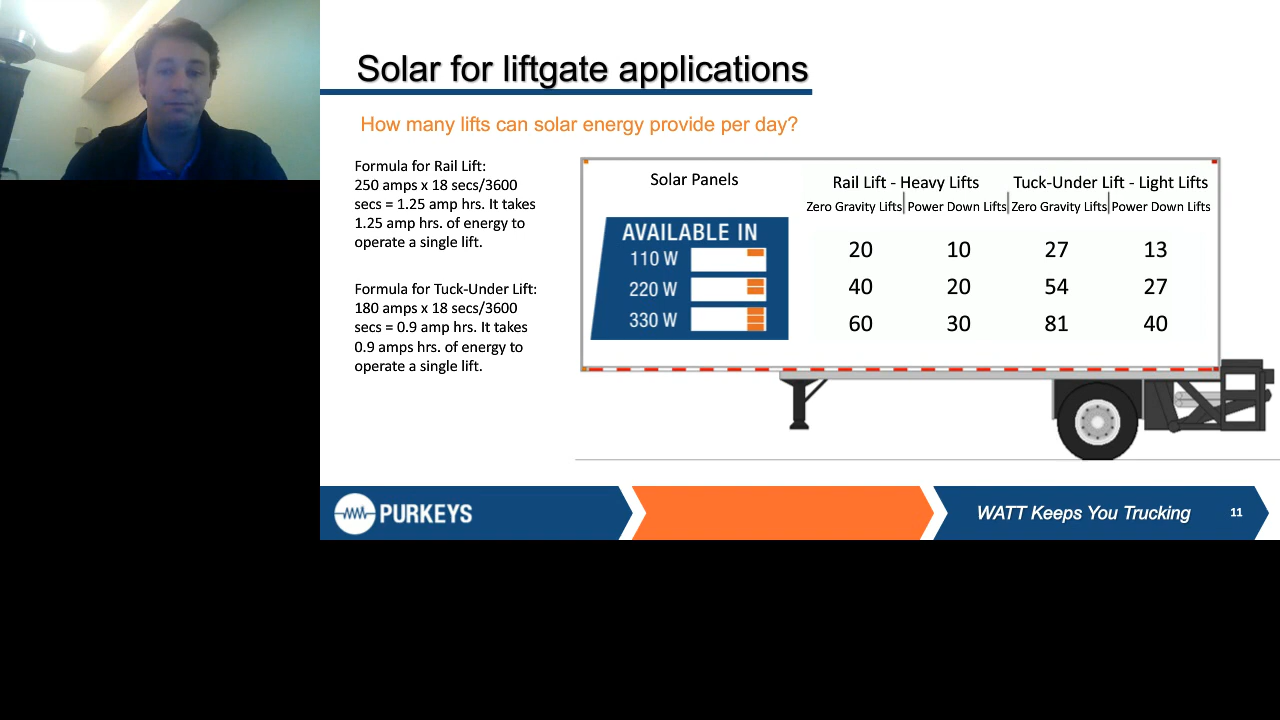 Solar for liftgate applications
How many lifts can solar energy provide per day?
Formula for Rail Lift:
250 amps x 18 secs/3600
secs = 1.25 amp hrs. It takes
1.25 amp hrs. of energy to
operate a single lift.
Formula for Tuck-Under Lift:
180 amps x 18 secs/3600
secs = 0.9 amp hrs. It takes
0.9 amps hrs. of energy to
operate a single lift.
Solar Panels
AVAILABLE IN
110 W
220 W
330 W
Rail Lift - Heavy Lifts Tuck-Under Lift - Light Lifts
Zero Gravity Lifts Power Down Lifts Zero Gravity Lifts Power Down Lifts
20 10 27 13
40 20 54 27
60 30 81 40
PURKEYS
WATT Keeps You Trucking
11